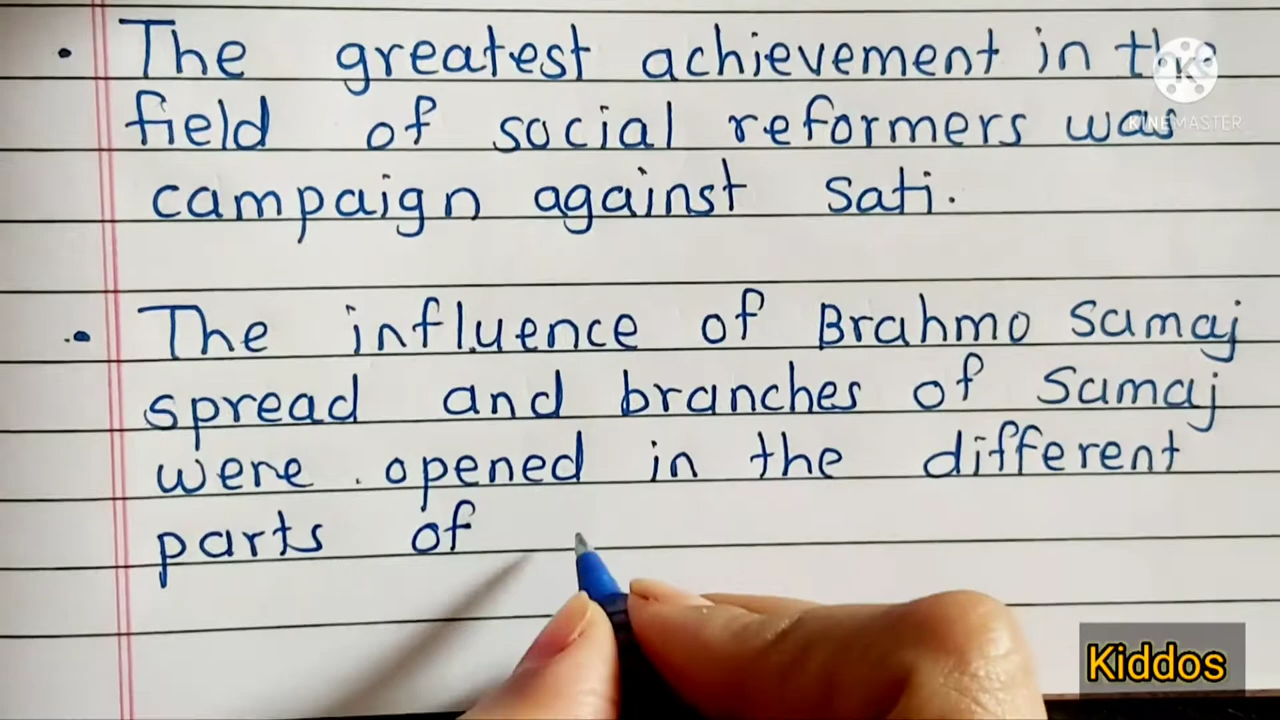 • The greatest achievement in the
field of social reformers was
campaign against Sati.
• The influence of Brahmo Samaj
spread and branches of Samaj
were opened in the different
parts of
K
KINEMASTER
Kiddos